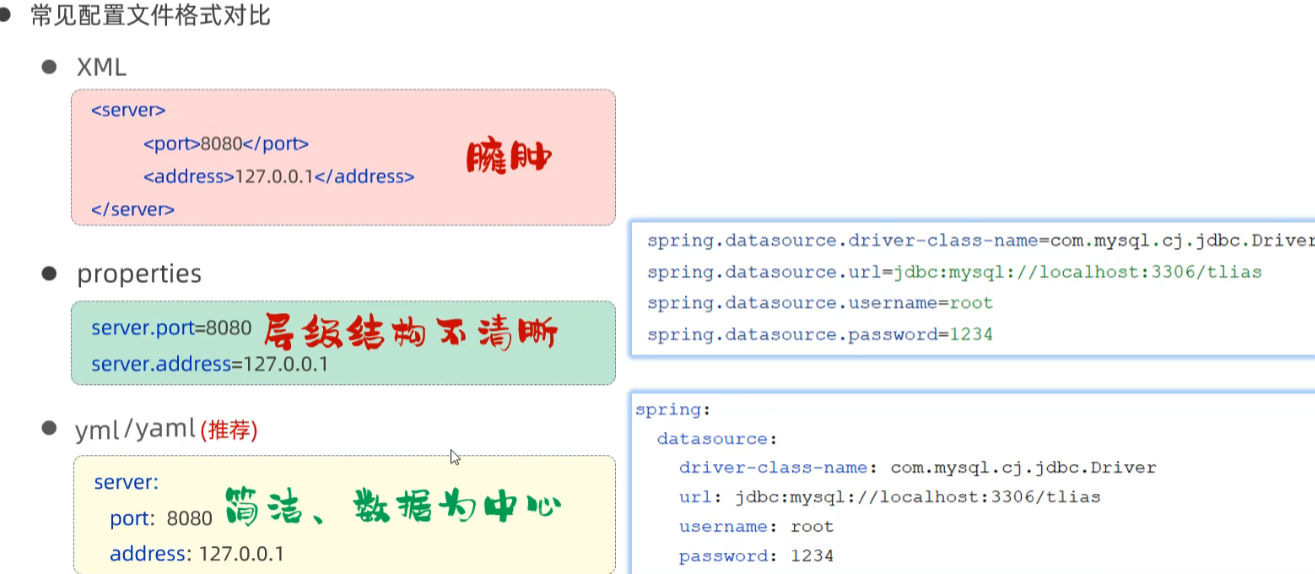 常见配置文件格式对比
XML
<server>
<port>8080</port>
<address>127.0.0.1</address>
</server>
臃肿
properties
server.port=8080
server.address=127.0.0.1
层级结构不清晰
yml/yaml(推荐)
server:
port: 8080
address: 127.0.0.1
简洁、数据为中心
spring.datasource.driver-class-name=com.mysql.cj.jdbc.Driver
spring.datasource.url=jdbc:mysql://localhost:3306/tlias
spring.datasource.username=root
spring.datasource.password=1234
spring:
datasource:
driver-class-name: com.mysql.cj.jdbc.Driver
url: jdbc:mysql://localhost:3306/tlias
username: root
password: 1234